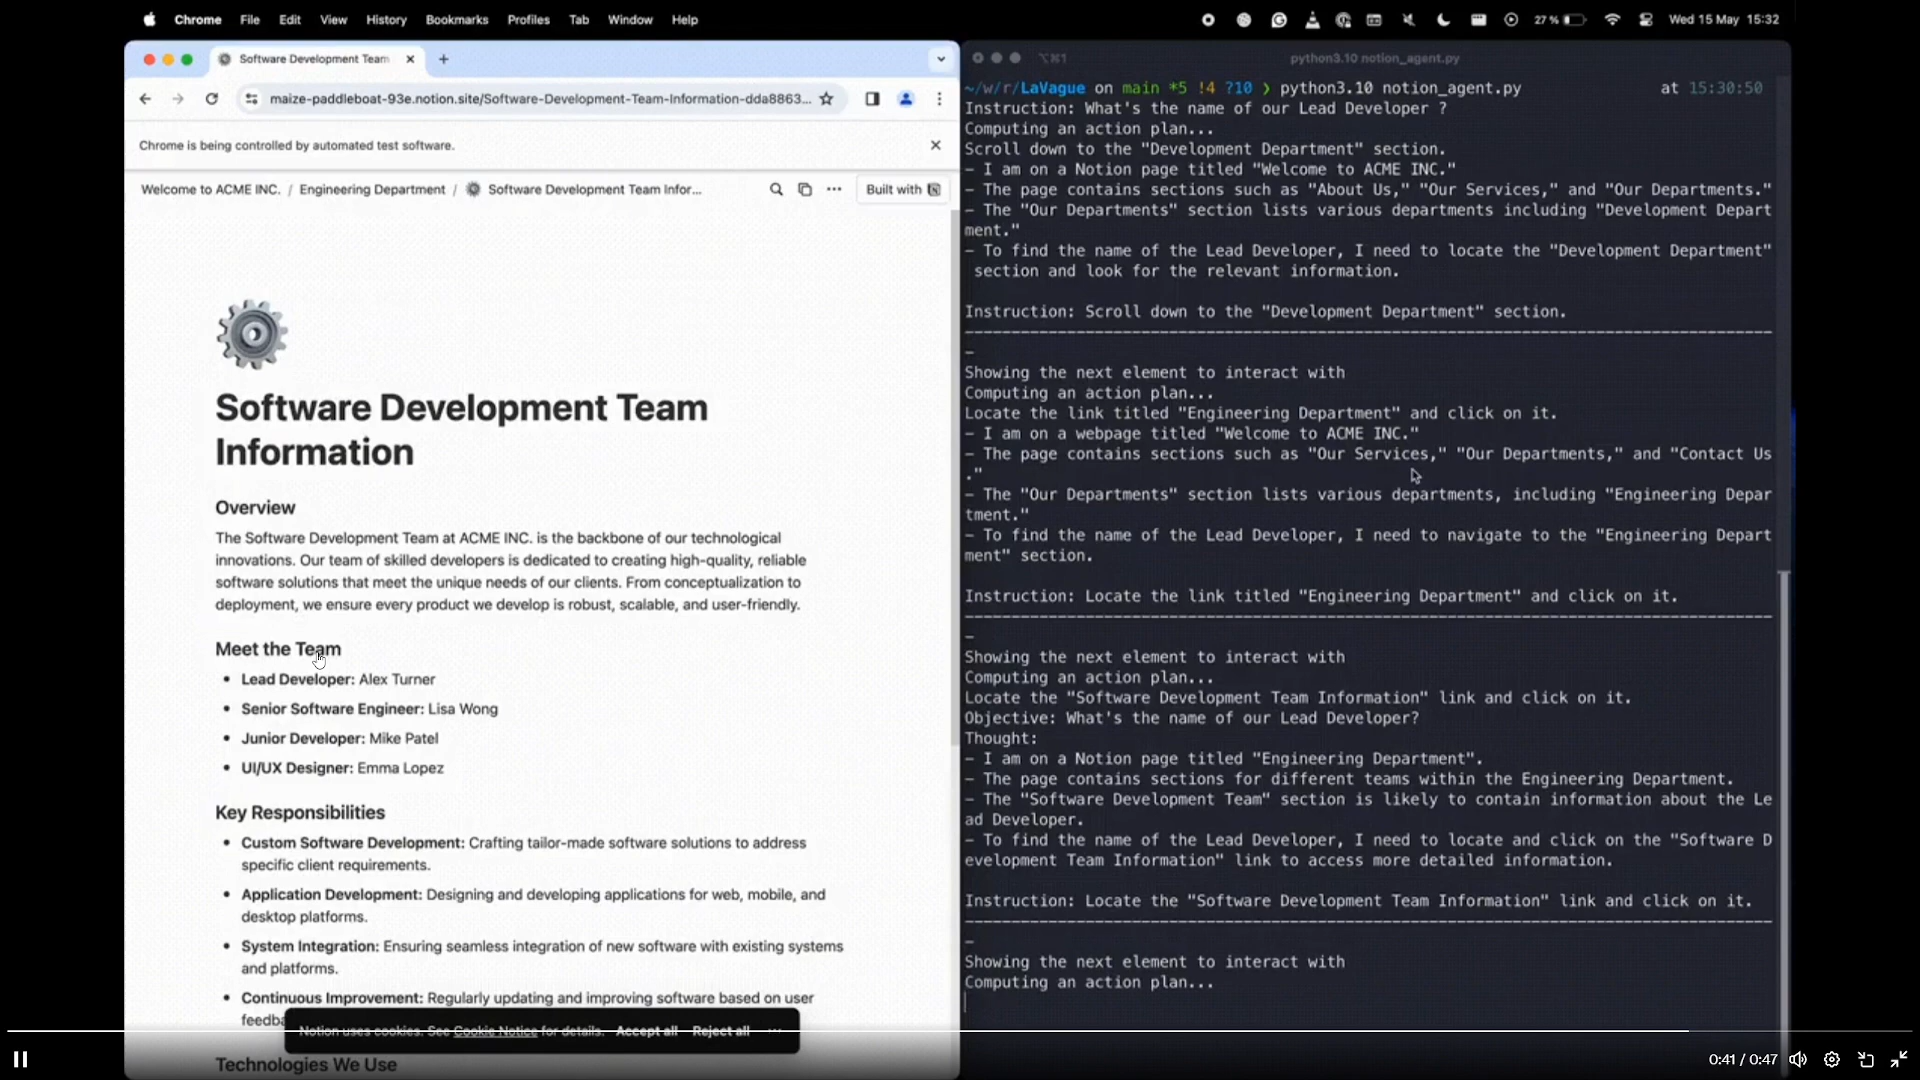 Chrome File Edit View History Bookmarks Profiles Tab Window Help
27% Wed 15 May 15:32
Software Development Team
maize-paddleboat-93e.notion.site/Software-Development-Team-Information-dda8863...
Chrome is being controlled by automated test software.
Welcome to ACME INC. / Engineering Department / Software Development Team Infor...
Built with
Software Development Team
Information
Overview
The Software Development Team at ACME INC. is the backbone of our technological
innovations. Our team of skilled developers is dedicated to creating high-quality, reliable
software solutions that meet the unique needs of our clients. From conceptualization to
deployment, we ensure every product we develop is robust, scalable, and user-friendly.
Meet the Team
• Lead Developer: Alex Turner
• Senior Software Engineer: Lisa Wong
• Junior Developer: Mike Patel
• UI/UX Designer: Emma Lopez
Key Responsibilities
• Custom Software Development: Crafting tailor-made software solutions to address
specific client requirements.
• Application Development: Designing and developing applications for web, mobile, and
desktop platforms.
• System Integration: Ensuring seamless integration of new software with existing systems
and platforms.
• Continuous Improvement: Regularly updating and improving software based on user
feedba
Notion uses cookies. See Cookie Notice for details. Accept all Reject all ...
Technologies We Use
⌥⌘1 python3.10 notion_agent.py
~/w/r/LaVague on main *5 !4 ?10 ❯ python3.10 notion_agent.py at 15:30:50
Instruction: What's the name of our Lead Developer ?
Computing an action plan...
Scroll down to the "Development Department" section.
- I am on a Notion page titled "Welcome to ACME INC."
- The page contains sections such as "About Us," "Our Services," and "Our Departments."
- The "Our Departments" section lists various departments including "Development Depart
ment."
- To find the name of the Lead Developer, I need to locate the "Development Department"
section and look for the relevant information.
Instruction: Scroll down to the "Development Department" section.
-
Showing the next element to interact with
Computing an action plan...
Locate the link titled "Engineering Department" and click on it.
- I am on a webpage titled "Welcome to ACME INC."
- The page contains sections such as "Our Services," "Our Departments," and "Contact Us
."
- The "Our Departments" section lists various departments, including "Engineering Depar
tment."
- To find the name of the Lead Developer, I need to navigate to the "Engineering Depart
ment" section.
Instruction: Locate the link titled "Engineering Department" and click on it.
-
Showing the next element to interact with
Computing an action plan...
Locate the "Software Development Team Information" link and click on it.
Objective: What's the name of our Lead Developer?
Thought:
- I am on a Notion page titled "Engineering Department".
- The page contains sections for different teams within the Engineering Department.
- The "Software Development Team" section is likely to contain information about the Le
ad Developer.
- To find the name of the Lead Developer, I need to locate and click on the "Software D
evelopment Team Information" link to access more detailed information.
Instruction: Locate the "Software Development Team Information" link and click on it.
-
Showing the next element to interact with
Computing an action plan...
0:41 / 0:47